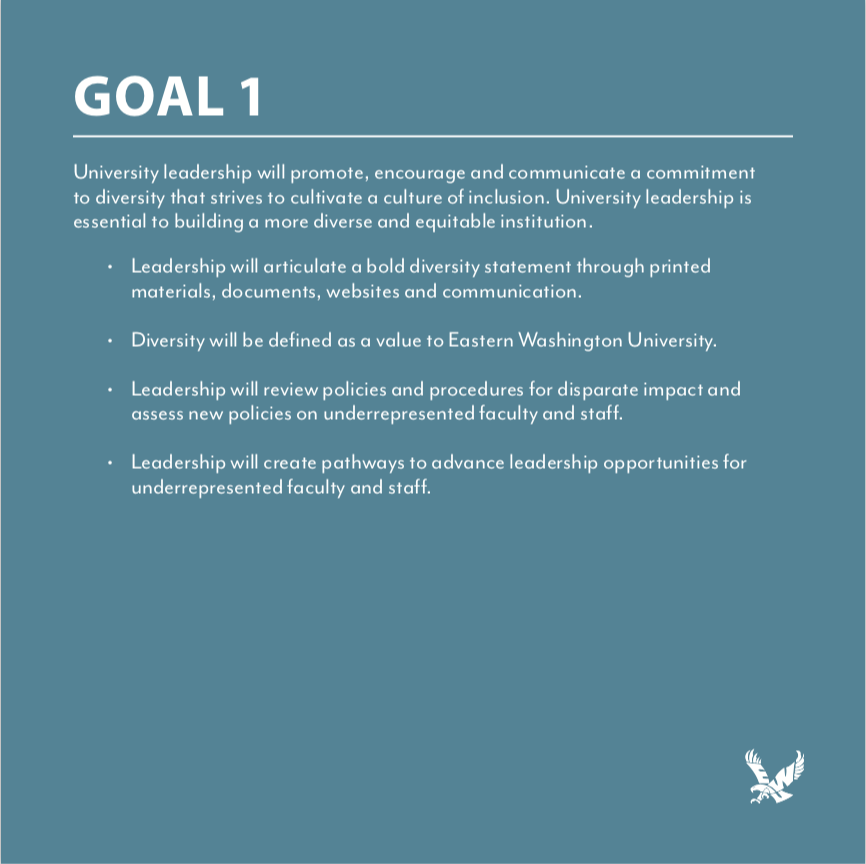 GOAL 1
University leadership will promote, encourage and communicate a commitment
to diversity that strives to cultivate a culture of inclusion. University leadership is
essential to building a more diverse and equitable institution.
• Leadership will articulate a bold diversity statement through printed
materials, documents, websites and communication.
• Diversity will be defined as a value to Eastern Washington University.
• Leadership will review policies and procedures for disparate impact and
assess new policies on underrepresented faculty and staff.
• Leadership will create pathways to advance leadership opportunities for
underrepresented faculty and staff.
EW